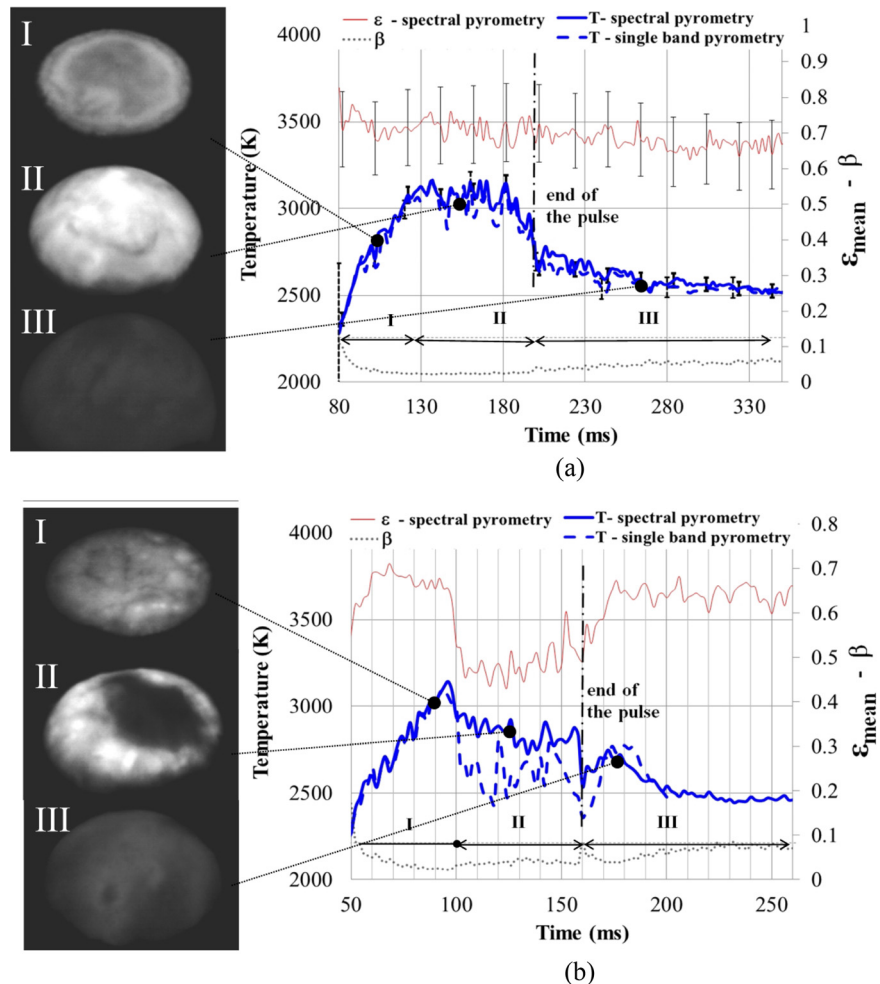 I
II
III
ε - spectral pyrometry
T- spectral pyrometry
β
T - single band pyrometry
4000
3500
3000
2500
2000
Temperature (K)
1
0.9
0.8
0.7
0.6
0.5
0.4
0.3
0.2
0.1
0
εmean - β
end of
the pulse
I
II
III
80
130
180
230
280
330
Time (ms)
(a)
I
II
III
ε - spectral pyrometry
T- spectral pyrometry
β
T - single band pyrometry
4000
3500
3000
2500
2000
Temperature (K)
0.8
0.7
0.6
0.5
0.4
0.3
0.2
0.1
0
εmean - β
end of
the pulse
I
II
III
50
100
150
200
250
Time (ms)
(b)